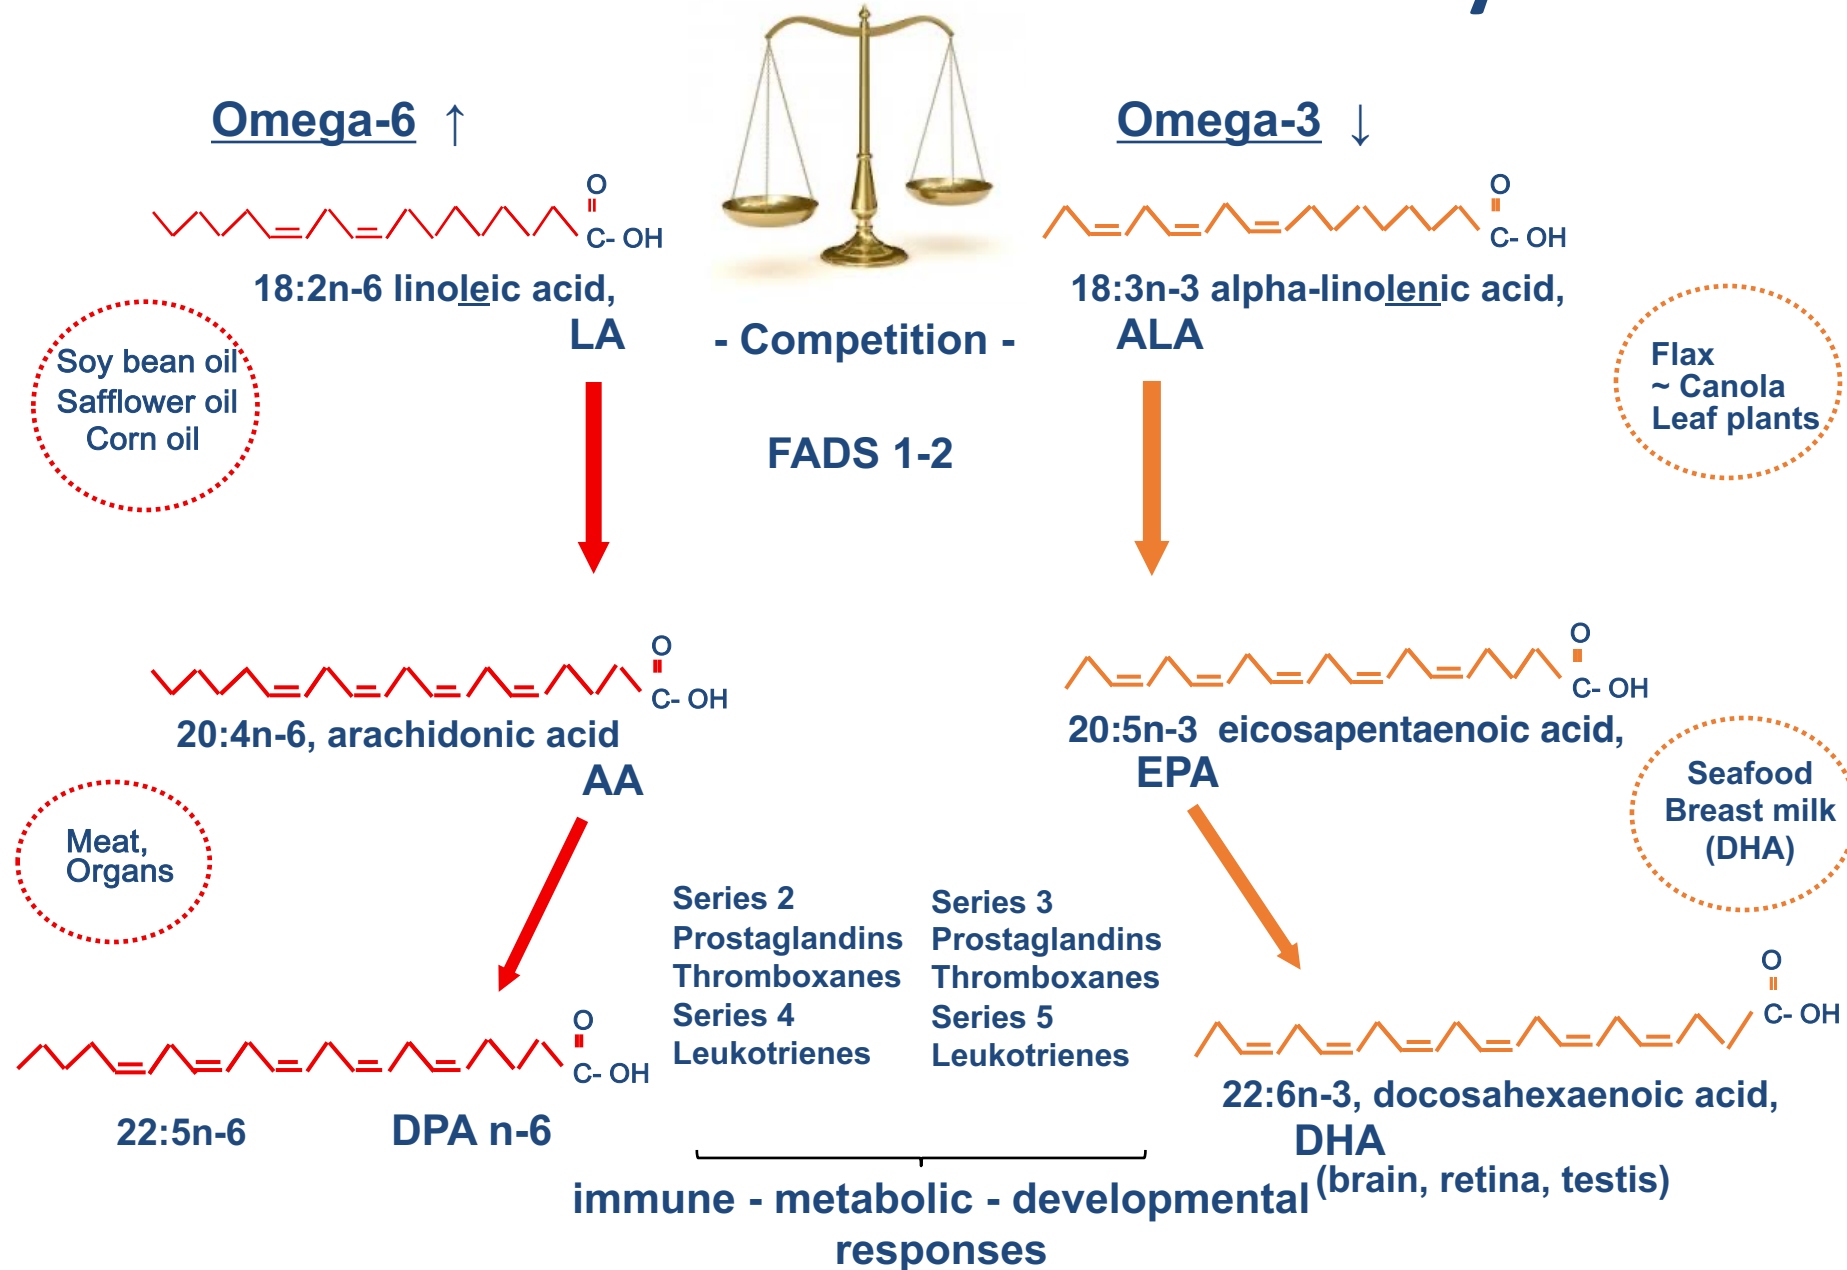 Omega-6 ↑
Omega-3 ↓
O
C- OH
O
C- OH
18:2n-6 linoleic acid,
LA
18:3n-3 alpha-linolenic acid,
ALA
- Competition -
FADS 1-2
Soy bean oil
Safflower oil
Corn oil
Flax
~ Canola
Leaf plants
O
C- OH
O
C- OH
20:4n-6, arachidonic acid
AA
20:5n-3 eicosapentaenoic acid,
EPA
Meat,
Organs
Seafood
Breast milk
(DHA)
Series 2
Prostaglandins
Thromboxanes
Series 4
Leukotrienes
Series 3
Prostaglandins
Thromboxanes
Series 5
Leukotrienes
O
C- OH
O
C- OH
22:5n-6 DPA n-6
22:6n-3, docosahexaenoic acid,
DHA
(brain, retina, testis)
immune - metabolic - developmental
responses